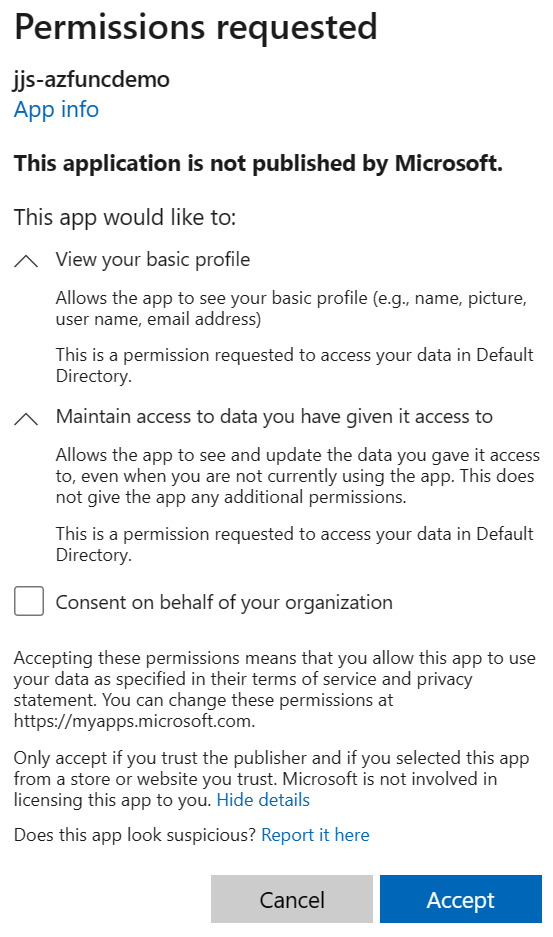 Permissions requested
jjs-azfuncdemo
App info
This application is not published by Microsoft.
This app would like to:
View your basic profile
Allows the app to see your basic profile (e.g., name, picture,
user name, email address)
This is a permission requested to access your data in Default
Directory.
Maintain access to data you have given it access to
Allows the app to see and update the data you gave it access
to, even when you are not currently using the app. This does
not give the app any additional permissions.
This is a permission requested to access your data in Default
Directory.
Consent on behalf of your organization
Accepting these permissions means that you allow this app to use
your data as specified in their terms of service and privacy
statement. You can change these permissions at
https://myapps.microsoft.com.
Only accept if you trust the publisher and if you selected this app
from a store or website you trust. Microsoft is not involved in
licensing this app to you. Hide details
Does this app look suspicious? Report it here
Cancel Accept